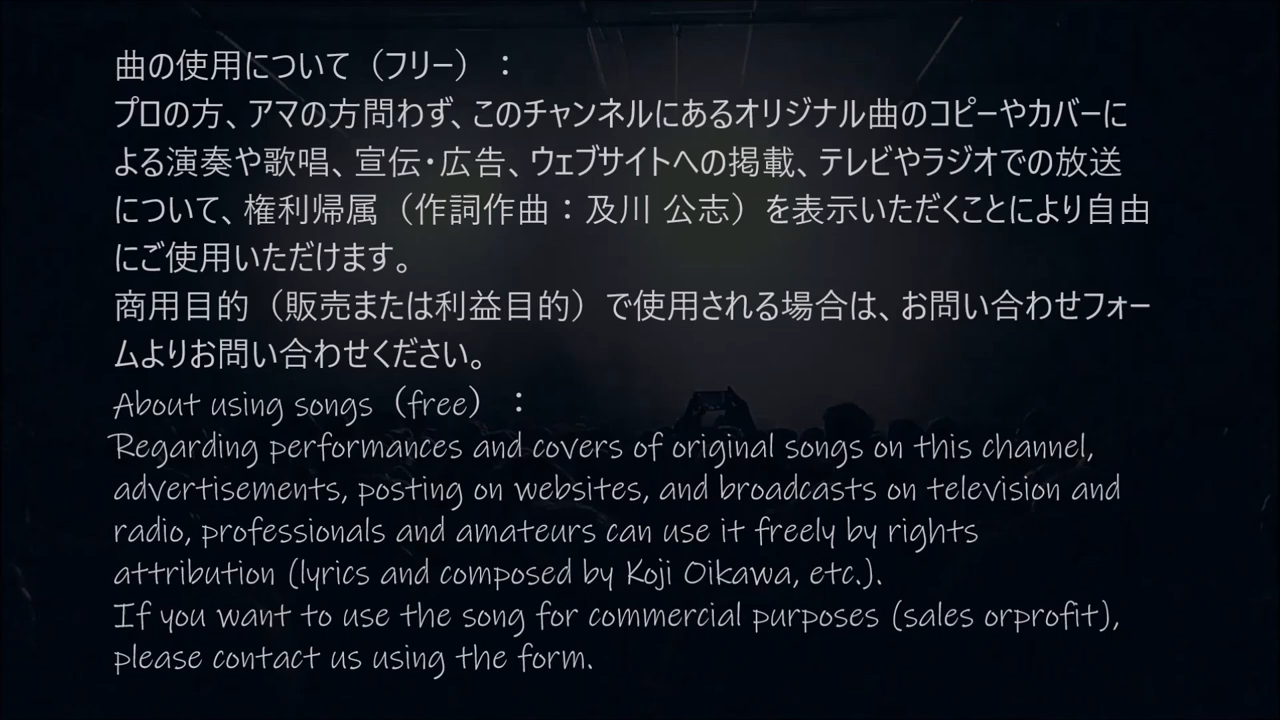 曲の使用について（フリー）：
プロの方、アマの方問わず、このチャンネルにあるオリジナル曲のコピーやカバーに
よる演奏や歌唱、宣伝・広告、ウェブサイトへの掲載、テレビやラジオでの放送
について、権利帰属（作詞作曲：及川 公志）を表示いただくことにより自由
にご使用いただけます。
商用目的（販売または利益目的）で使用される場合は、お問い合わせフォー
ムよりお問い合わせください。
About using songs（free）：
Regarding performances and covers of original songs on this channel,
advertisements, posting on websites, and broadcasts on television and
radio, professionals and amateurs can use it freely by rights
attribution (lyrics and composed by Koji Oikawa, etc.).
If you want to use the song for commercial purposes (sales orprofit),
please contact us using the form.